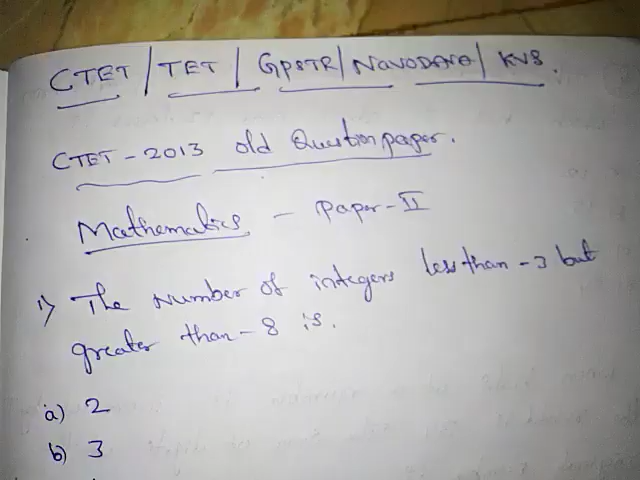 CTET / TET / GPSTR / NAVODAYA / KVS.
CTET - 2013 old Question paper.
Mathematics - paper - II
1) The Number of integers less than - 3 but
greater than - 8 is.
a) 2
b) 3